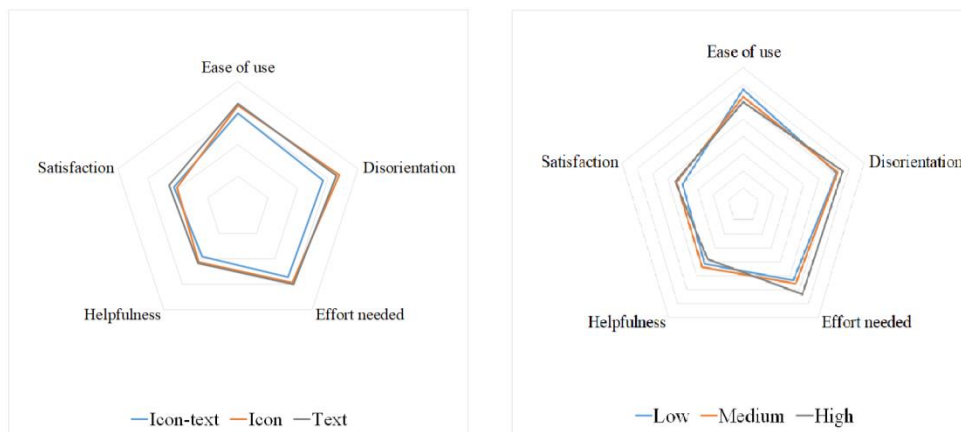 Ease of use
Disorientation
Effort needed
Helpfulness
Satisfaction
Icon-text Icon Text
Ease of use
Disorientation
Effort needed
Helpfulness
Satisfaction
Low Medium High